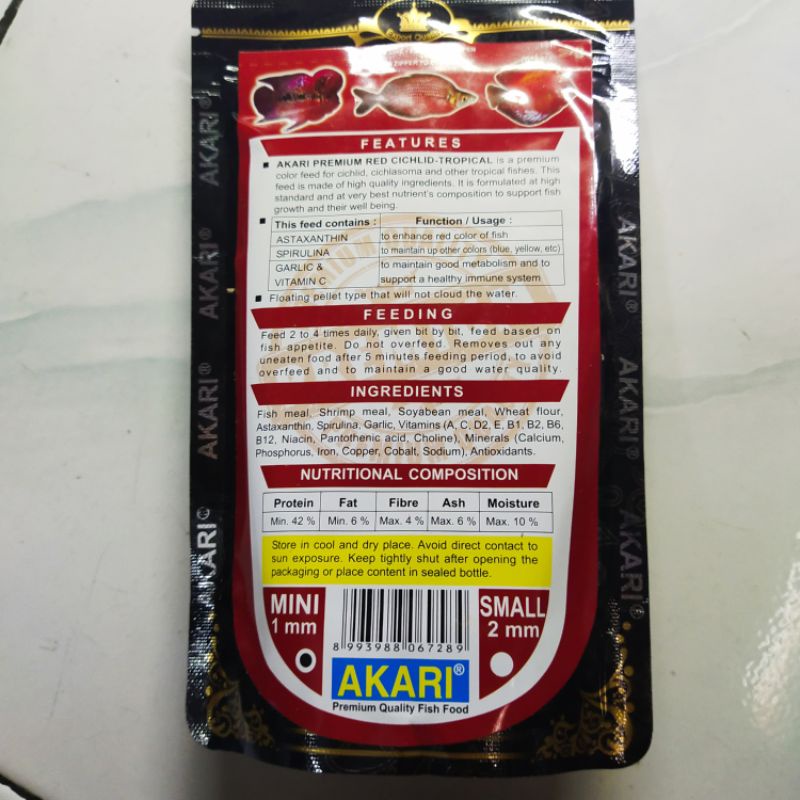 Export Quality
ZIPPER TO
FEATURES
AKARI PREMIUM RED CICHLID-TROPICAL is a premium
color feed for cichlid, cichlasoma and other tropical fishes. This
feed is made of high quality ingredients. It is formulated at high
standard and at very best nutrient's composition to support fish
growth and their well being.
This feed contains : Function / Usage :
ASTAXANTHIN to enhance red color of fish
SPIRULINA to maintain up other colors (blue, yellow, etc)
GARLIC & to maintain good metabolism and to
VITAMIN C support a healthy immune system
Floating pellet type that will not cloud the water.
FEEDING
Feed 2 to 4 times daily, given bit by bit, feed based on
fish appetite. Do not overfeed. Removes out any
uneaten food after 5 minutes feeding period, to avoid
overfeed and to maintain a good water quality.
INGREDIENTS
Fish meal, Shrimp meal, Soyabean meal, Wheat flour,
Astaxanthin, Spirulina, Garlic, Vitamins (A, C, D2, E, B1, B2, B6,
B12, Niacin, Pantothenic acid, Choline), Minerals (Calcium,
Phosphorus, Iron, Copper, Cobalt, Sodium), Antioxidants.
NUTRITIONAL COMPOSITION
Protein Fat Fibre Ash Moisture
Min. 42 % Min. 6 % Max. 4 % Max. 6 % Max. 10 %
Store in cool and dry place. Avoid direct contact to
sun exposure. Keep tightly shut after opening the
packaging or place content in sealed bottle.
MINI
1 mm
SMALL
2 mm
8 993988 067289
AKARI®
Premium Quality Fish Food
AKARI®
AKARI®
AKARI®
AKARI®
AKARI®
AKARI®
AKARI®